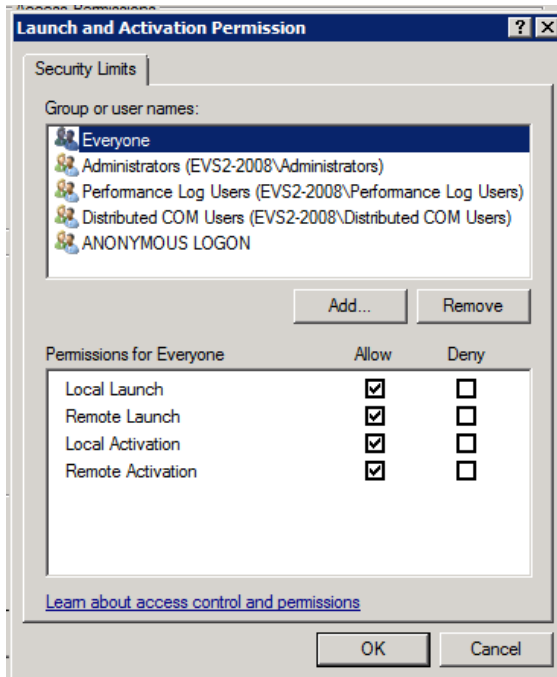 Launch and Activation Permission
Security Limits
Group or user names:
Everyone
Administrators (EVS2-2008\Administrators)
Performance Log Users (EVS2-2008\Performance Log Users)
Distributed COM Users (EVS2-2008\Distributed COM Users)
ANONYMOUS LOGON
Add... Remove
Permissions for Everyone Allow Deny
Local Launch
Remote Launch
Local Activation
Remote Activation
Learn about access control and permissions
OK Cancel